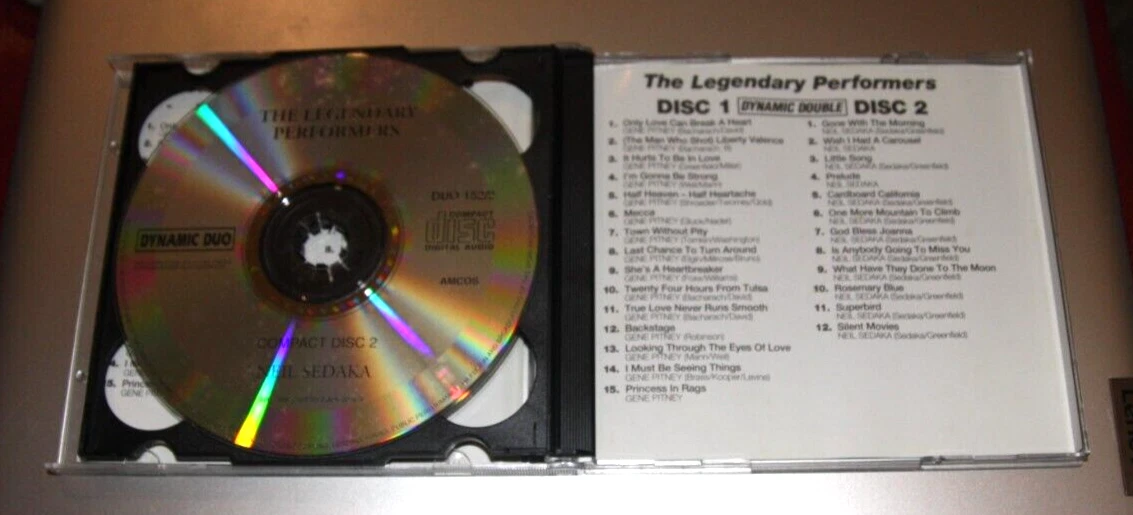 THE LEGENDARY
PERFORMERS
DUO 152/2
COMPACT
DISC
DIGITAL AUDIO
DYNAMIC DUO
AMCOS
COMPACT DISC 2
NEIL SEDAKA
The Legendary Performers
DISC 1 DYNAMIC DOUBLE DISC 2
1. Only Love Can Break A Heart
GENE PITNEY (Bacharach/David)
2. (The Man Who Shot) Liberty Valence
GENE PITNEY (Bacharach, B)
3. It Hurts To Be In Love
GENE PITNEY (Greenfield/Miller)
4. I'm Gonna Be Strong
GENE PITNEY (Weil/Mann)
5. Half Heaven - Half Heartache
GENE PITNEY
6. Mecca
GENE PITNEY (Gluck/Nader)
7. Town Without Pity
GENE PITNEY (Tiomkin/Washington)
8. Last Chance To Turn Around
GENE PITNEY
9. She's A Heartbreaker
GENE PITNEY (Foxx/Williams)
10. Twenty Four Hours From Tulsa
GENE PITNEY (Bacharach/David)
11. True Love Never Runs Smooth
GENE PITNEY (Bacharach/David)
12. Backstage
GENE PITNEY (Robinson)
13. Looking Through The Eyes Of Love
GENE PITNEY (Mann/Weil)
14. I Must Be Seeing Things
GENE PITNEY (Brass/Kooper/Levine)
15. Princess In Rags
GENE PITNEY
1. Gone With The Morning
NEIL SEDAKA (Sedaka/Greenfield)
2. Wish I Had A Carousel
NEIL SEDAKA
3. Little Song
NEIL SEDAKA (Sedaka/Greenfield)
4. Prelude
NEIL SEDAKA
5. Cardboard California
NEIL SEDAKA (Sedaka/Greenfield)
6. One More Mountain To Climb
NEIL SEDAKA (Sedaka/Greenfield)
7. God Bless Joanna
NEIL SEDAKA (Sedaka/Greenfield)
8. Is Anybody Going To Miss You
NEIL SEDAKA (Sedaka/Greenfield)
9. What Have They Done To The Moon
NEIL SEDAKA (Sedaka/Greenfield)
10. Rosemary Blue
NEIL SEDAKA (Sedaka/Greenfield)
11. Superbird
NEIL SEDAKA (Sedaka/Greenfield)
12. Silent Movies
NEIL SEDAKA (Sedaka/Greenfield)